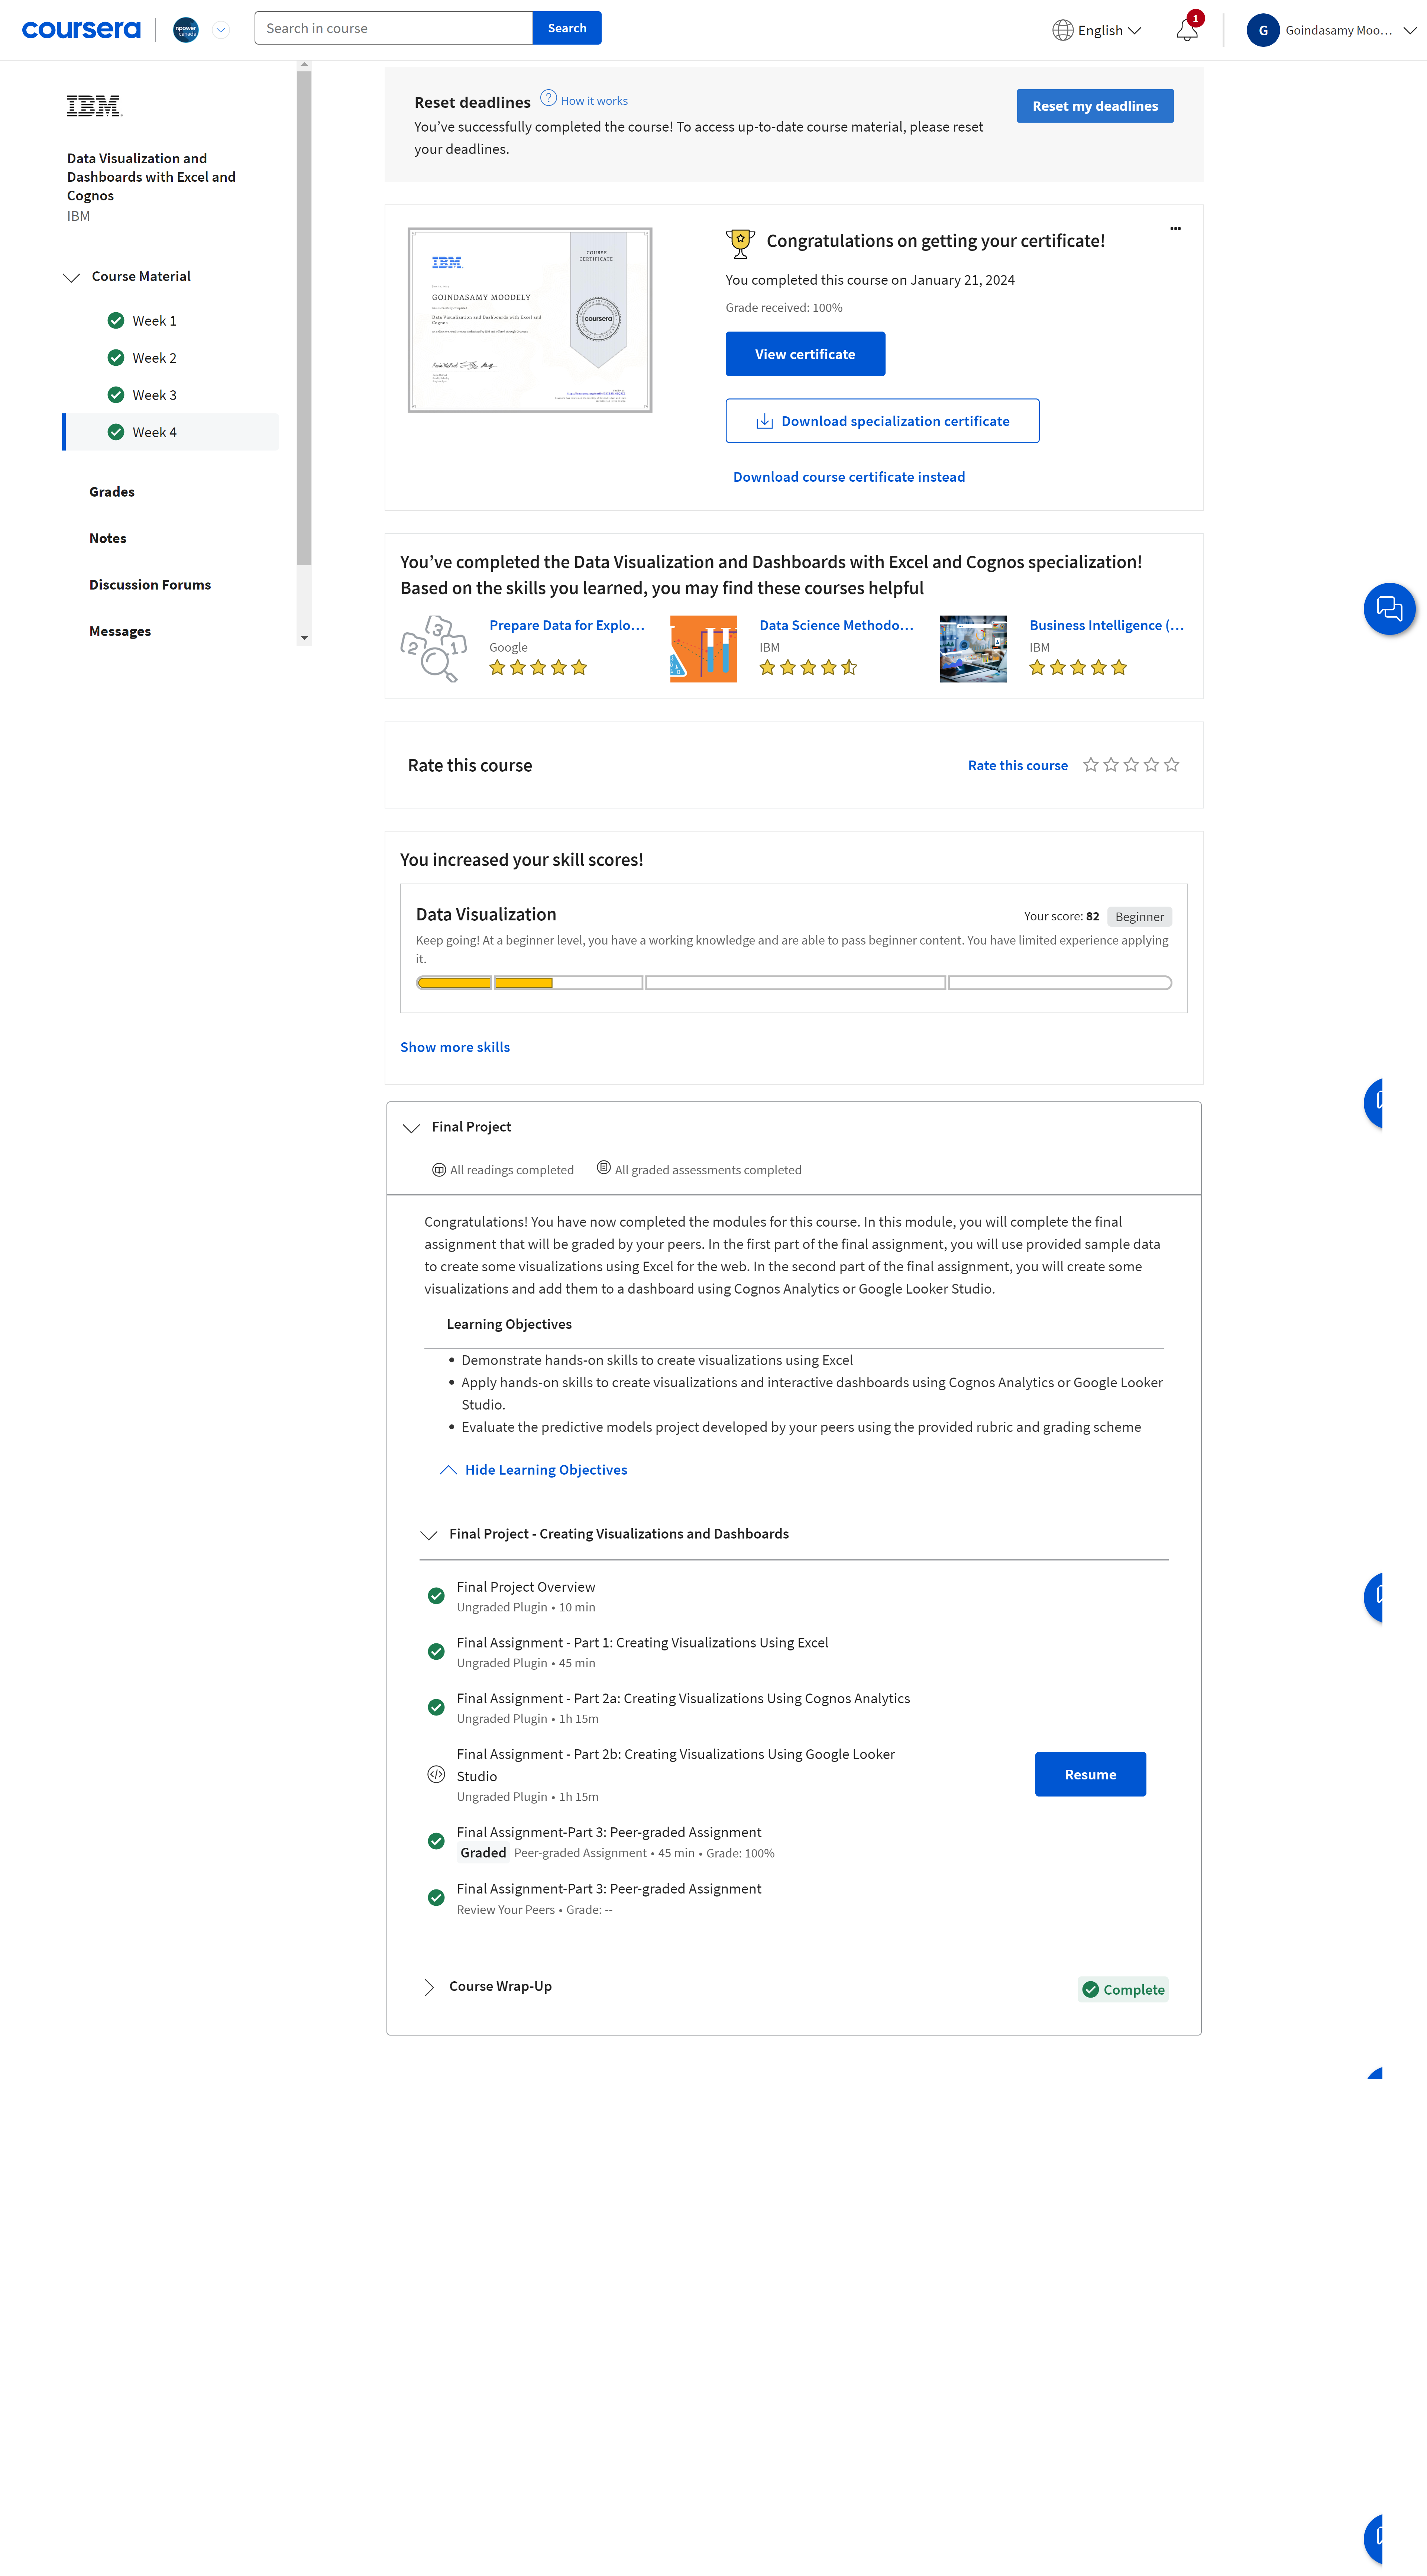 coursera
npower
canada
Search in course
Search
English
1
G
Goindasamy Moo...
IBM
Data Visualization and
Dashboards with Excel and
Cognos
IBM
Course Material
Week 1
Week 2
Week 3
Week 4
Grades
Notes
Discussion Forums
Messages
Reset deadlines
How it works
You’ve successfully completed the course! To access up-to-date course material, please reset
your deadlines.
Reset my deadlines
IBM
GOINDASAMY MOODELY
Data Visualization and Dashboards with Excel and
Cognos
COURSE
CERTIFICATE
coursera
Congratulations on getting your certificate!
You completed this course on January 21, 2024
Grade received: 100%
View certificate
Download specialization certificate
Download course certificate instead
You’ve completed the Data Visualization and Dashboards with Excel and Cognos specialization!
Based on the skills you learned, you may find these courses helpful
2 3 1
Prepare Data for Explo...
Google
Data Science Methodo...
IBM
Business Intelligence (...
IBM
Rate this course
Rate this course
You increased your skill scores!
Data Visualization
Your score: 82
Beginner
Keep going! At a beginner level, you have a working knowledge and are able to pass beginner content. You have limited experience applying
it.
Show more skills
Final Project
All readings completed
All graded assessments completed
Congratulations! You have now completed the modules for this course. In this module, you will complete the final
assignment that will be graded by your peers. In the first part of the final assignment, you will use provided sample data
to create some visualizations using Excel for the web. In the second part of the final assignment, you will create some
visualizations and add them to a dashboard using Cognos Analytics or Google Looker Studio.
Learning Objectives
• Demonstrate hands-on skills to create visualizations using Excel
• Apply hands-on skills to create visualizations and interactive dashboards using Cognos Analytics or Google Looker
Studio.
• Evaluate the predictive models project developed by your peers using the provided rubric and grading scheme
Hide Learning Objectives
Final Project - Creating Visualizations and Dashboards
Final Project Overview
Ungraded Plugin • 10 min
Final Assignment - Part 1: Creating Visualizations Using Excel
Ungraded Plugin • 45 min
Final Assignment - Part 2a: Creating Visualizations Using Cognos Analytics
Ungraded Plugin • 1h 15m
Final Assignment - Part 2b: Creating Visualizations Using Google Looker
Studio
Ungraded Plugin • 1h 15m
Resume
Final Assignment-Part 3: Peer-graded Assignment
Graded Peer-graded Assignment • 45 min • Grade: 100%
Final Assignment-Part 3: Peer-graded Assignment
Review Your Peers • Grade: --
Course Wrap-Up
Complete